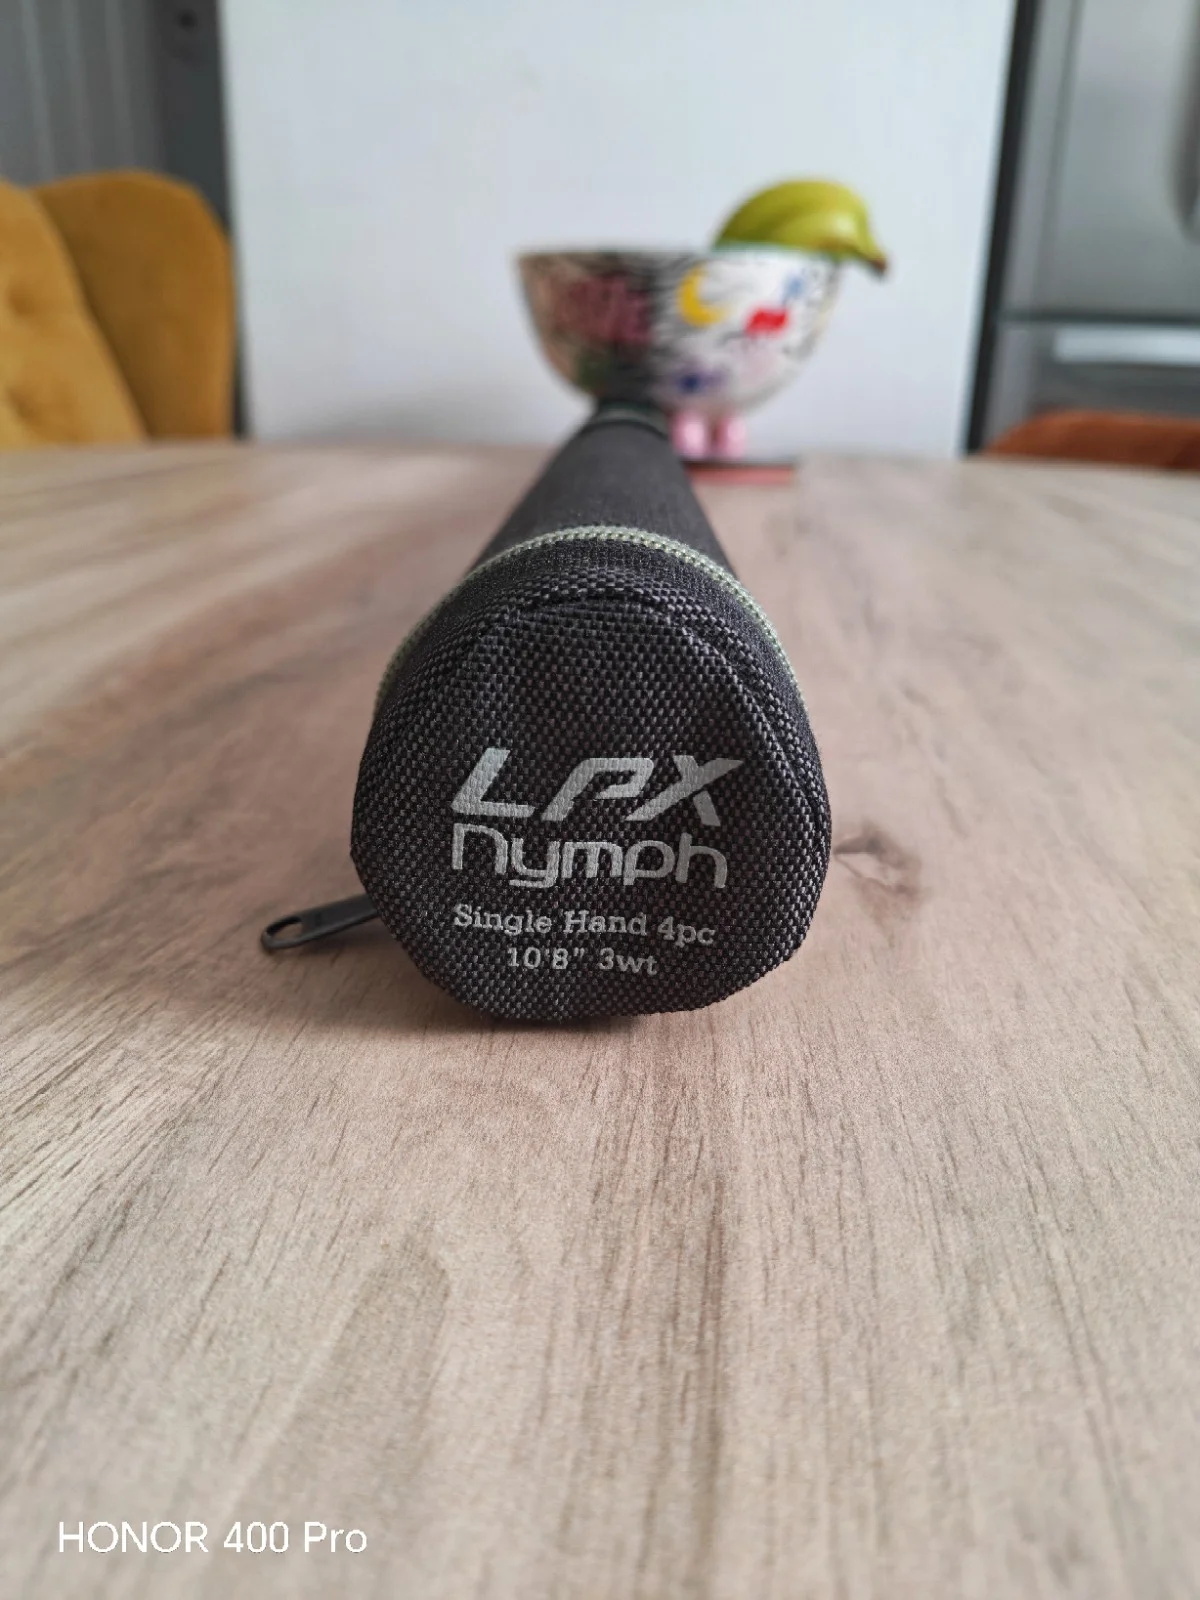 LPX
Nymph
Single Hand 4pc
10'8" 3wt
HONOR 400 Pro